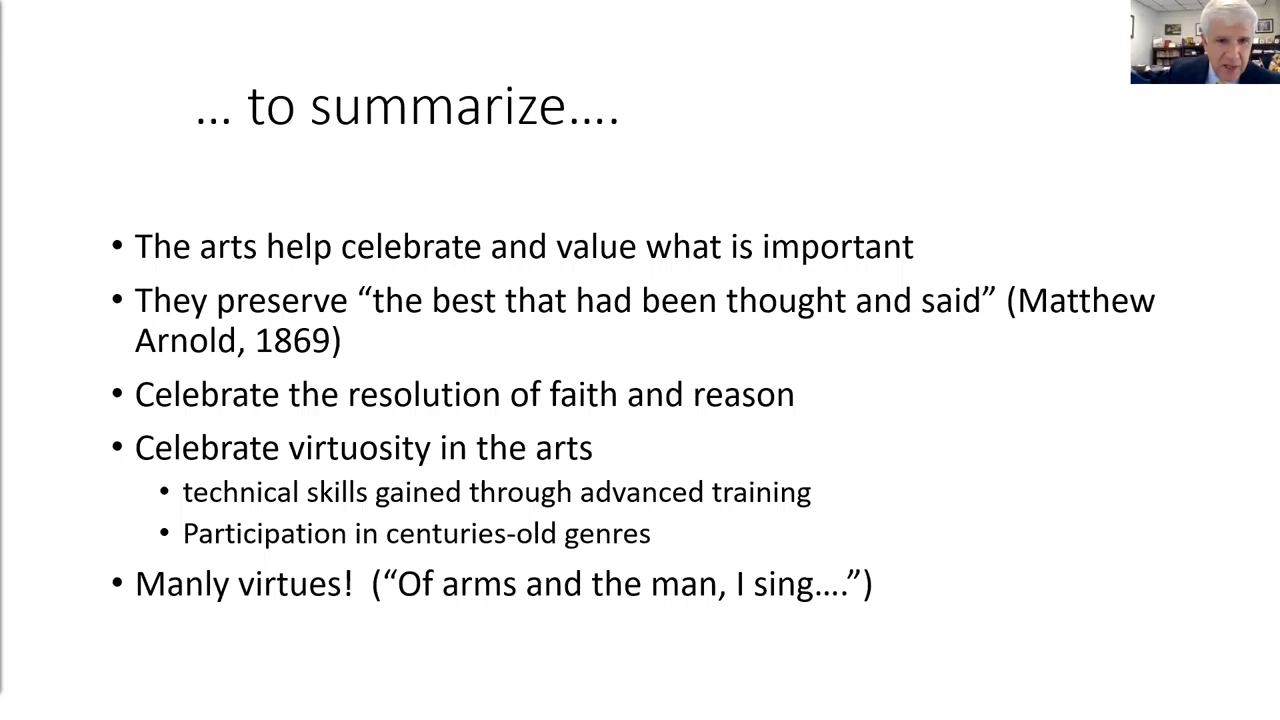 … to summarize….
• The arts help celebrate and value what is important
• They preserve “the best that had been thought and said” (Matthew
Arnold, 1869)
• Celebrate the resolution of faith and reason
• Celebrate virtuosity in the arts
• technical skills gained through advanced training
• Participation in centuries-old genres
• Manly virtues!  (“Of arms and the man, I sing….”)